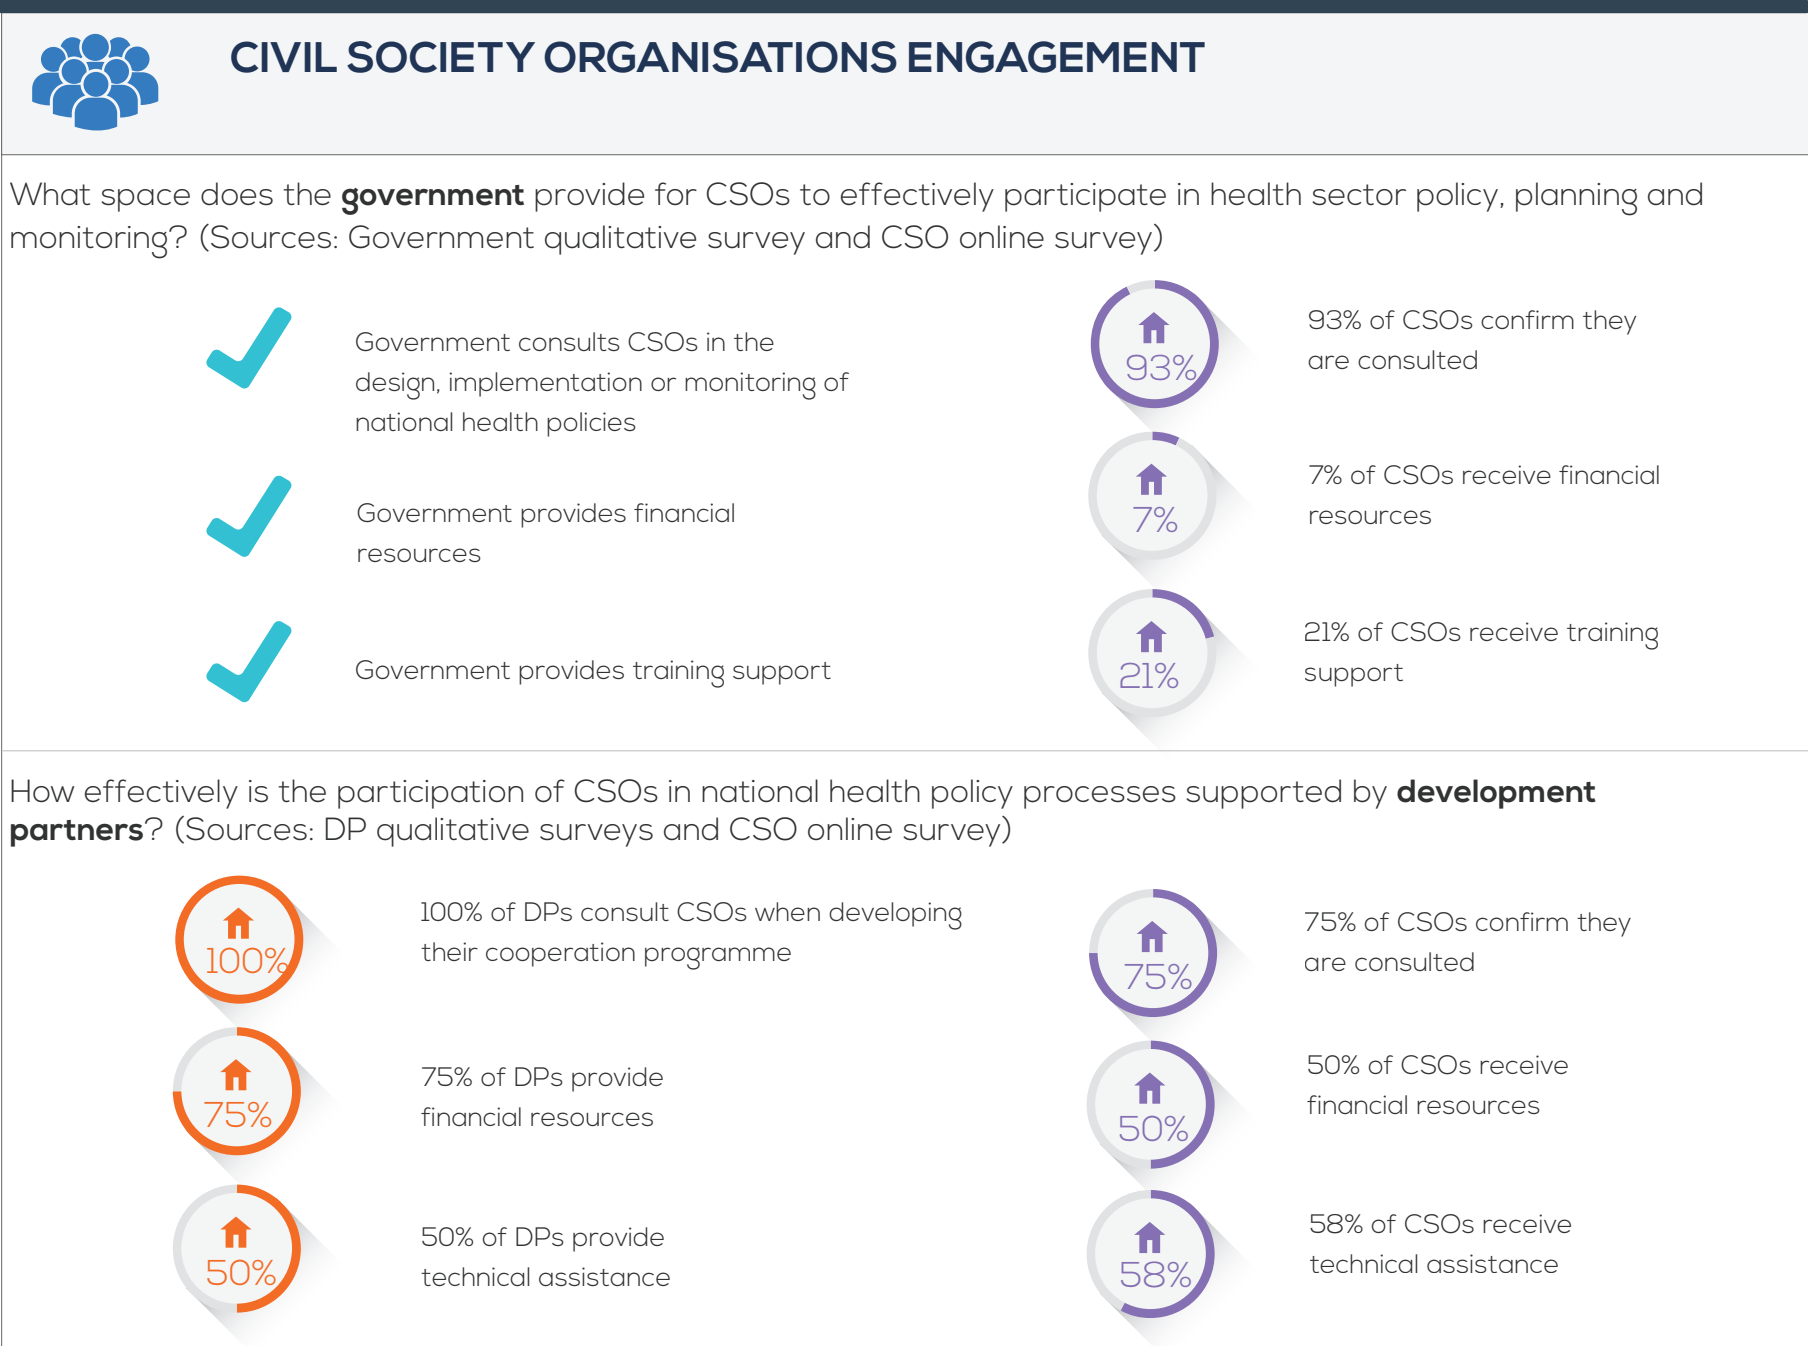 CIVIL SOCIETY ORGANISATIONS ENGAGEMENT
What space does the government provide for CSOs to effectively participate in health sector policy, planning and
monitoring? (Sources: Government qualitative survey and CSO online survey)
Government consults CSOs in the
design, implementation or monitoring of
national health policies
93%
93% of CSOs confirm they
are consulted
Government provides financial
resources
7%
7% of CSOs receive financial
resources
Government provides training support
21%
21% of CSOs receive training
support
How effectively is the participation of CSOs in national health policy processes supported by development
partners? (Sources: DP qualitative surveys and CSO online survey)
100%
100% of DPs consult CSOs when developing
their cooperation programme
75%
75% of CSOs confirm they
are consulted
75%
75% of DPs provide
financial resources
50%
50% of CSOs receive
financial resources
50%
50% of DPs provide
technical assistance
58%
58% of CSOs receive
technical assistance